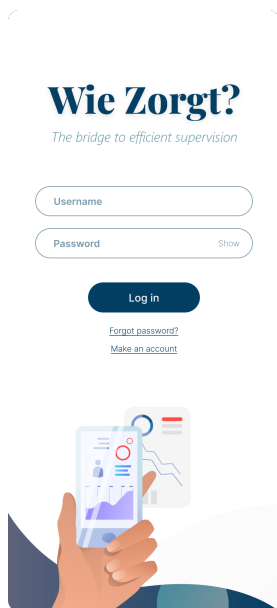 Wie Zorgt?
The bridge to efficient supervision
Username
Password Show
Log in
Forgot password?
Make an account